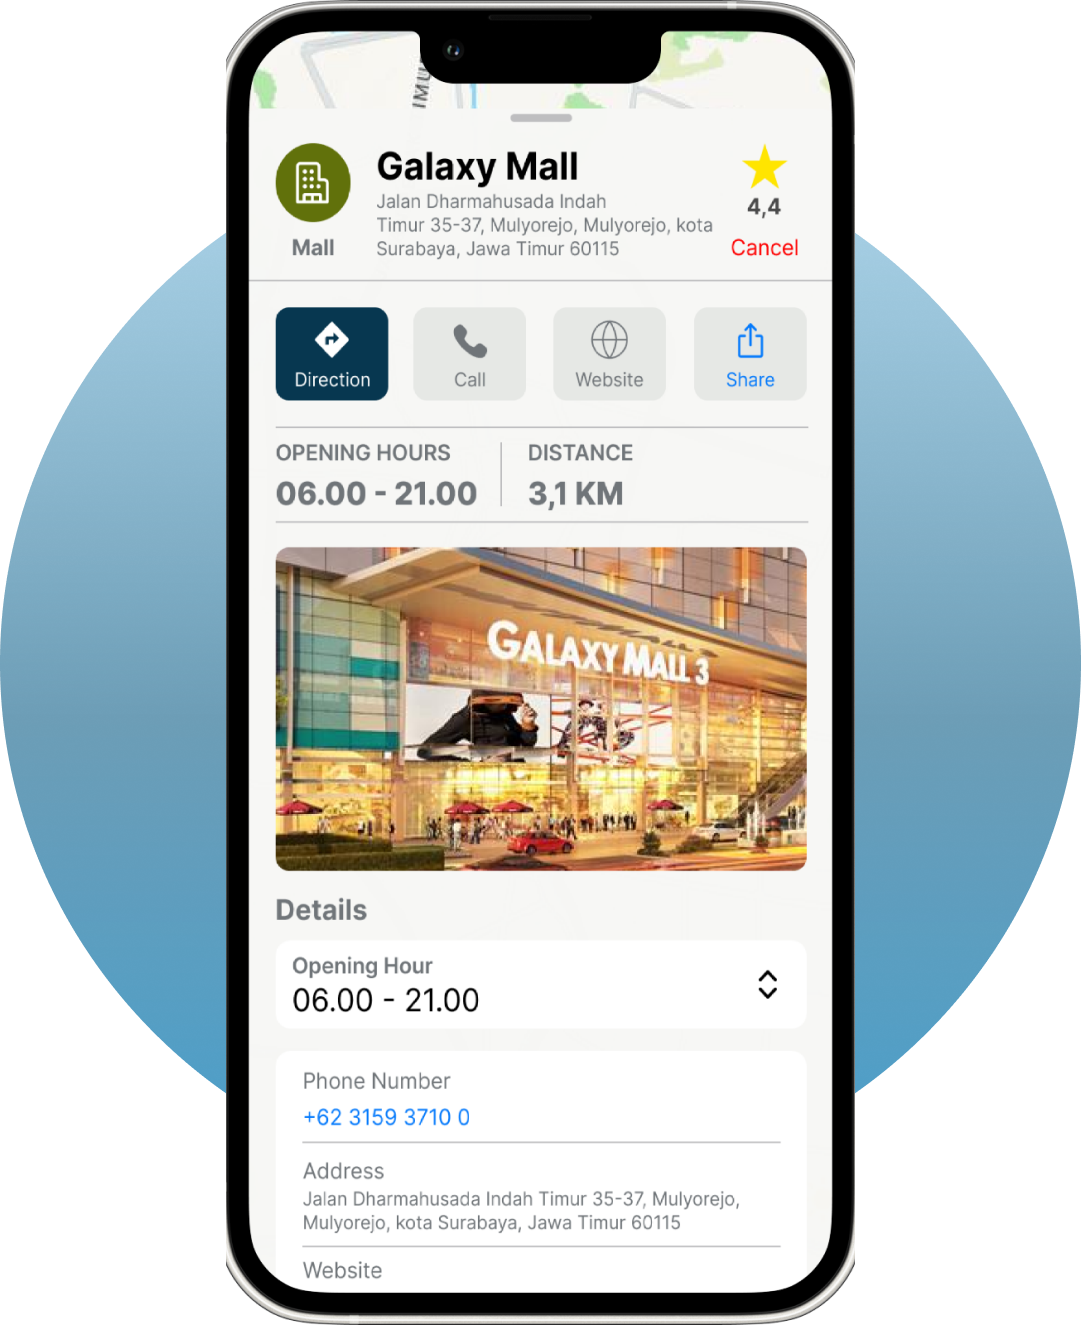 IMU
Galaxy Mall
Jalan Dharmahusada Indah
Timur 35-37, Mulyorejo, Mulyorejo, kota
Surabaya, Jawa Timur 60115
Mall
4,4
Cancel
Direction
Call
Website
Share
OPENING HOURS
06.00 - 21.00
DISTANCE
3,1 KM
GALAXY MALL 3
Details
Opening Hour
06.00 - 21.00
Phone Number
+62 3159 3710 0
Address
Jalan Dharmahusada Indah Timur 35-37, Mulyorejo,
Mulyorejo, kota Surabaya, Jawa Timur 60115
Website